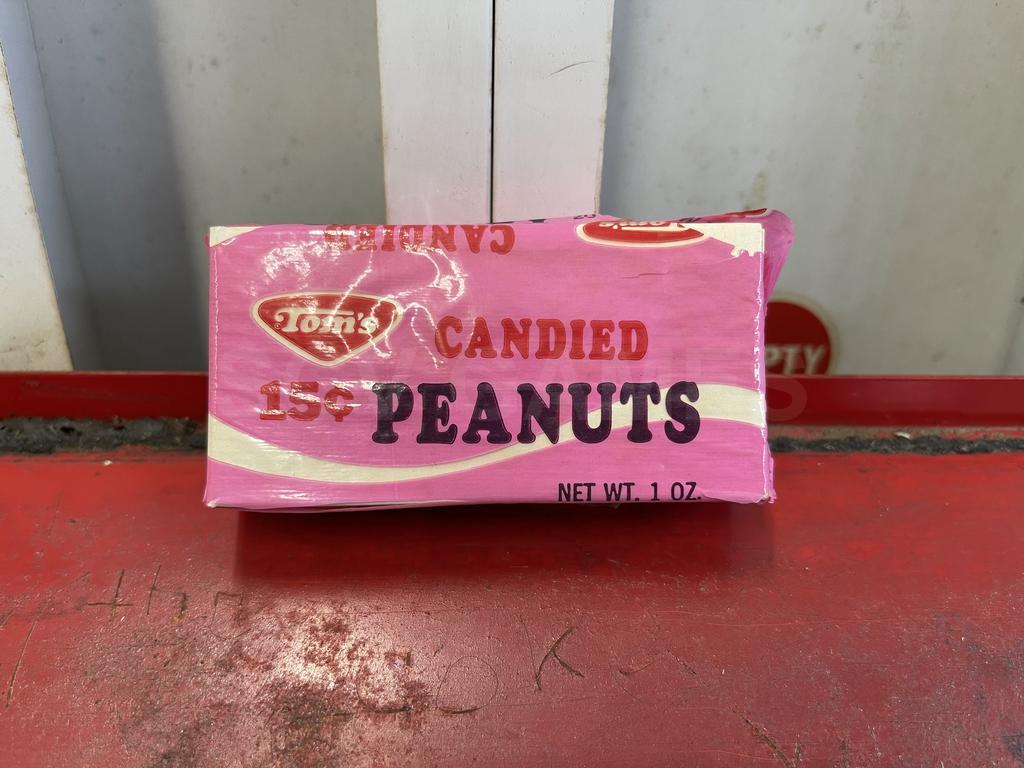 CANDIED
Tom's
CANDIED
15¢ PEANUTS
NET WT. 1 OZ.